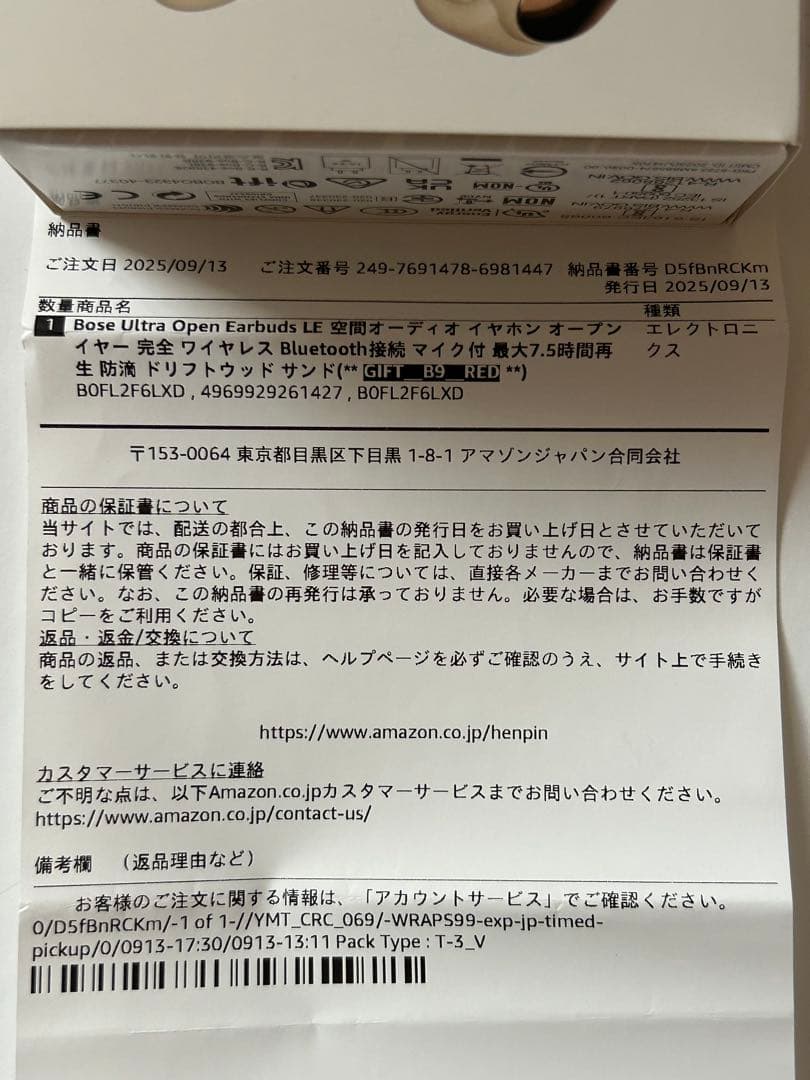 納品書
ご注文日 2025/09/13 ご注文番号 249-7691478-6981447 納品書番号 D5fBnRCKm
発行日 2025/09/13
数量 商品名 種類
1 Bose Ultra Open Earbuds LE 空間オーディオ イヤホン オープン エレクトロニ
イヤー 完全 ワイヤレス Bluetooth接続 マイク付 最大7.5時間再 クス
生 防滴 ドリフトウッド サンド(** GIFT__B9__RED **)
B0FL2F6LXD , 4969929261427 , B0FL2F6LXD
〒153-0064 東京都目黒区下目黒 1-8-1 アマゾンジャパン合同会社
商品の保証書について
当サイトでは、配送の都合上、この納品書の発行日をお買い上げ日とさせていただいて
おります。商品の保証書にはお買い上げ日を記入しておりませんので、納品書は保証書
と一緒に保管ください。保証、修理等については、直接各メーカーまでお問い合わせく
ださい。なお、この納品書の再発行は承っておりません。必要な場合は、お手数ですが
コピーをご利用ください。
返品・返金/交換について
商品の返品、または交換方法は、ヘルプページを必ずご確認のうえ、サイト上で手続き
をしてください。
https://www.amazon.co.jp/henpin
カスタマーサービスに連絡
ご不明な点は、以下Amazon.co.jpカスタマーサービスまでお問い合わせください。
https://www.amazon.co.jp/contact-us/
備考欄 （返品理由など）
お客様のご注文に関する情報は、「アカウントサービス」でご確認ください。
0/D5fBnRCKm/-1 of 1-//YMT_CRC_069/-WRAPS99-exp-jp-timed-
pickup/0/0913-17:30/0913-13:11 Pack Type : T-3_V